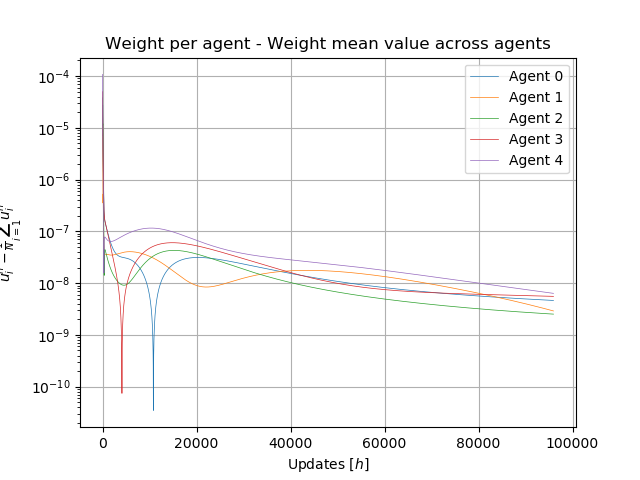 Weight per agent - Weight mean value across agents
10⁻⁴
10⁻⁵
10⁻⁶
10⁻⁷
10⁻⁸
10⁻⁹
10⁻¹⁰
Agent 0
Agent 1
Agent 2
Agent 3
Agent 4
0
20000
40000
60000
80000
100000
Updates [h]